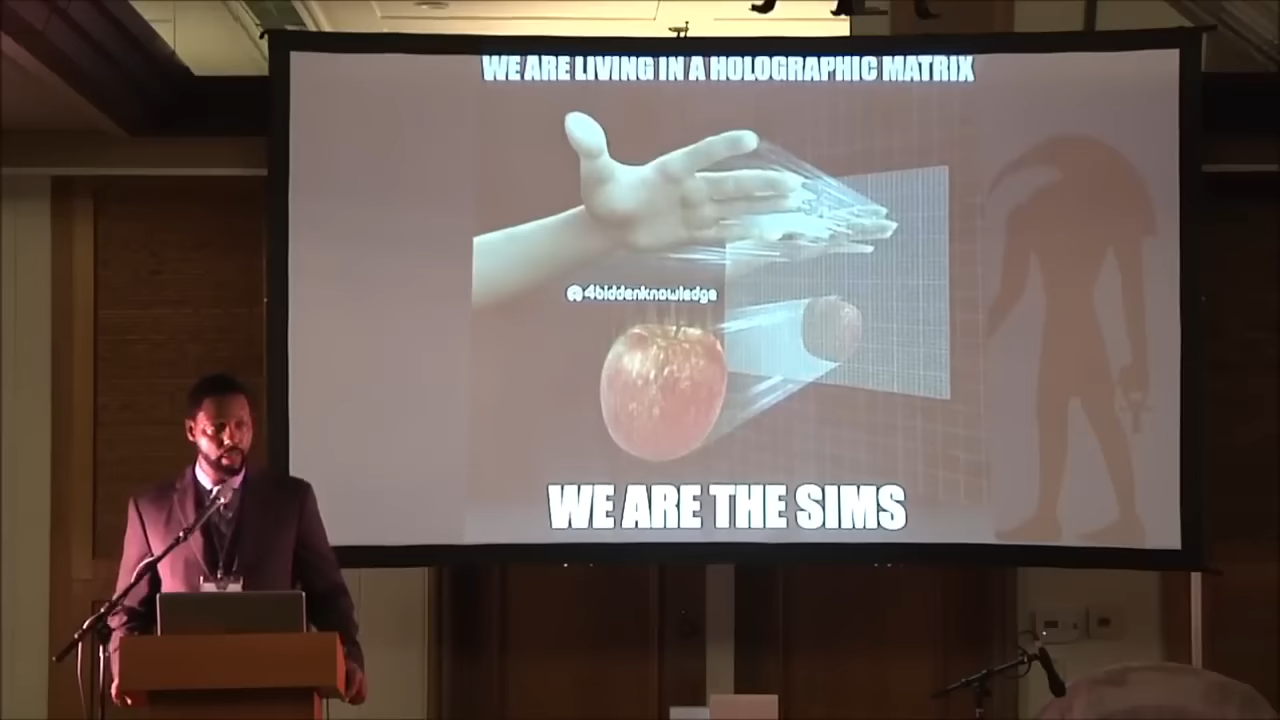 WE ARE LIVING IN A HOLOGRAPHIC MATRIX
@4biddenknowledge
WE ARE THE SIMS